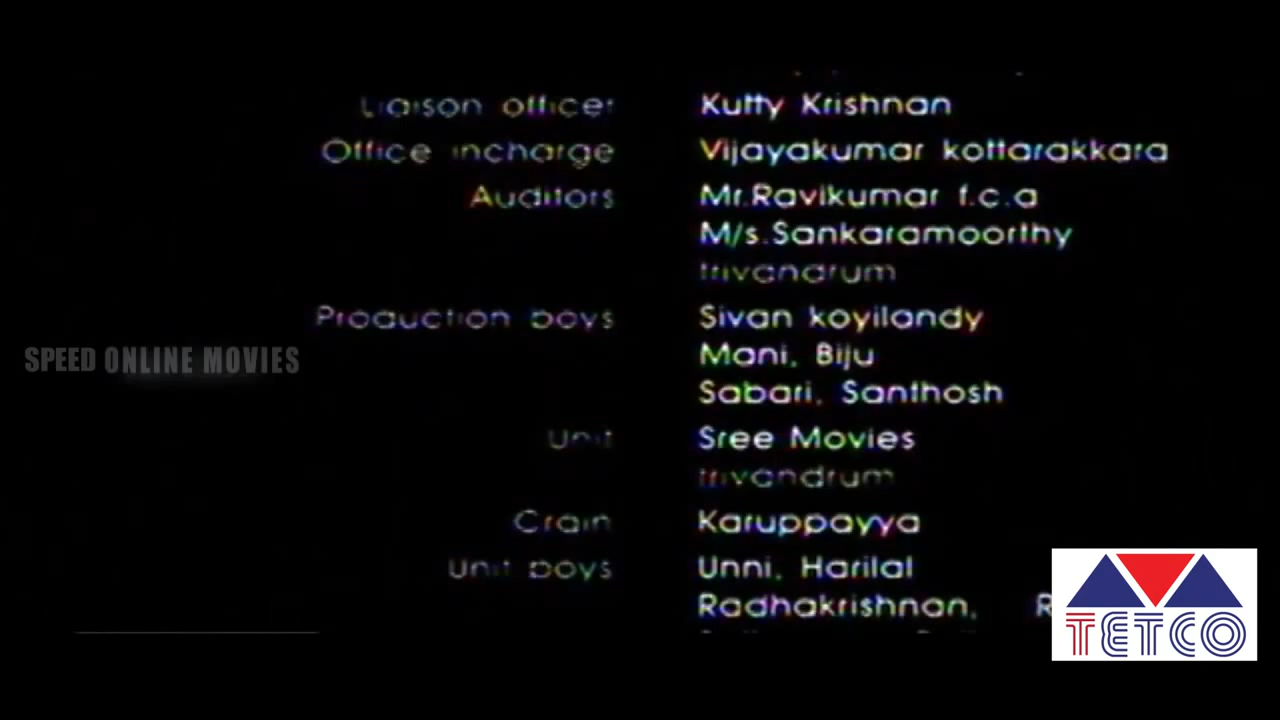 Liaison officer Kutty Krishnan
Office incharge Vijayakumar kottarakkara
Auditors Mr.Ravikumar f.c.a
M/s.Sankaramoorthy
trivandrum
Production boys Sivan koyilandy
Mani, Biju
SPEED ONLINE MOVIES
Sabari, Santhosh
Unit Sree Movies
trivandrum
Crain Karuppayya
Unit boys Unni, Harilal
Radhakrishnan,
TETCO